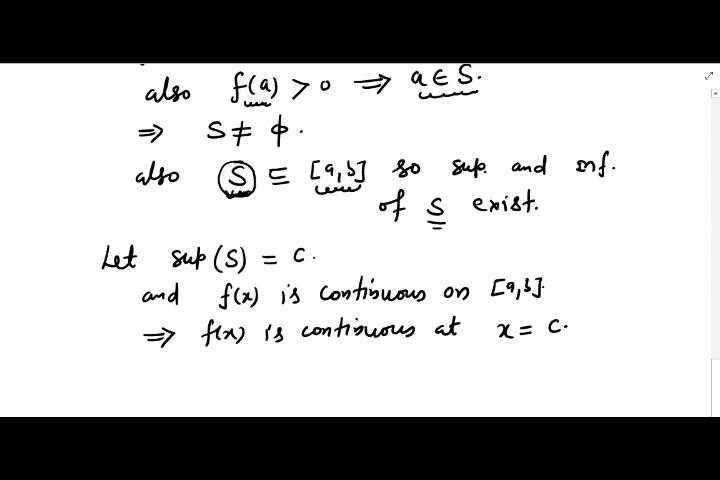 also f(a) > 0 ⟹ a ∈ S.
⇒ S ≠ ϕ.
also S ⊆ [a,b] so sup. and inf.
of S exist.
Let sup(S) = c.
and f(x) is continuous on [a,b].
⇒ f(x) is continuous at x = c.